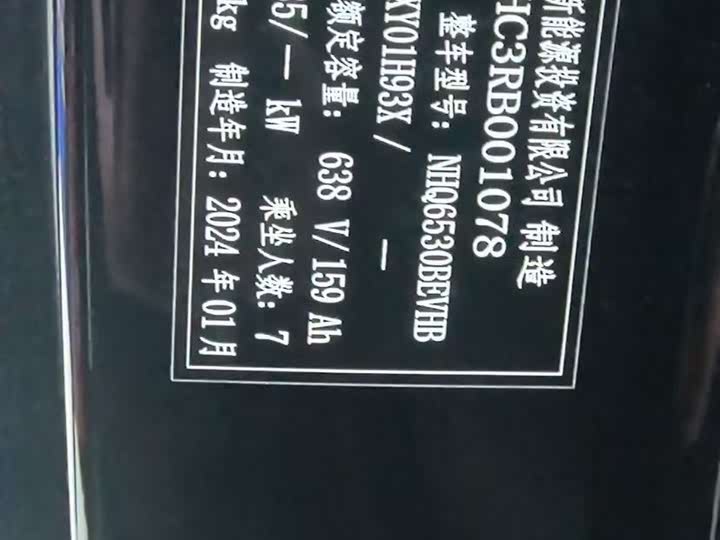 新能源投资有限公司 制造
HC3RB001078
整车型号: NHQ6530BEVHB
XY01H93X / —
额定容量: 638 V/159 Ah
5/— kW 乘坐人数: 7
kg 制造年月: 2024 年 01 月